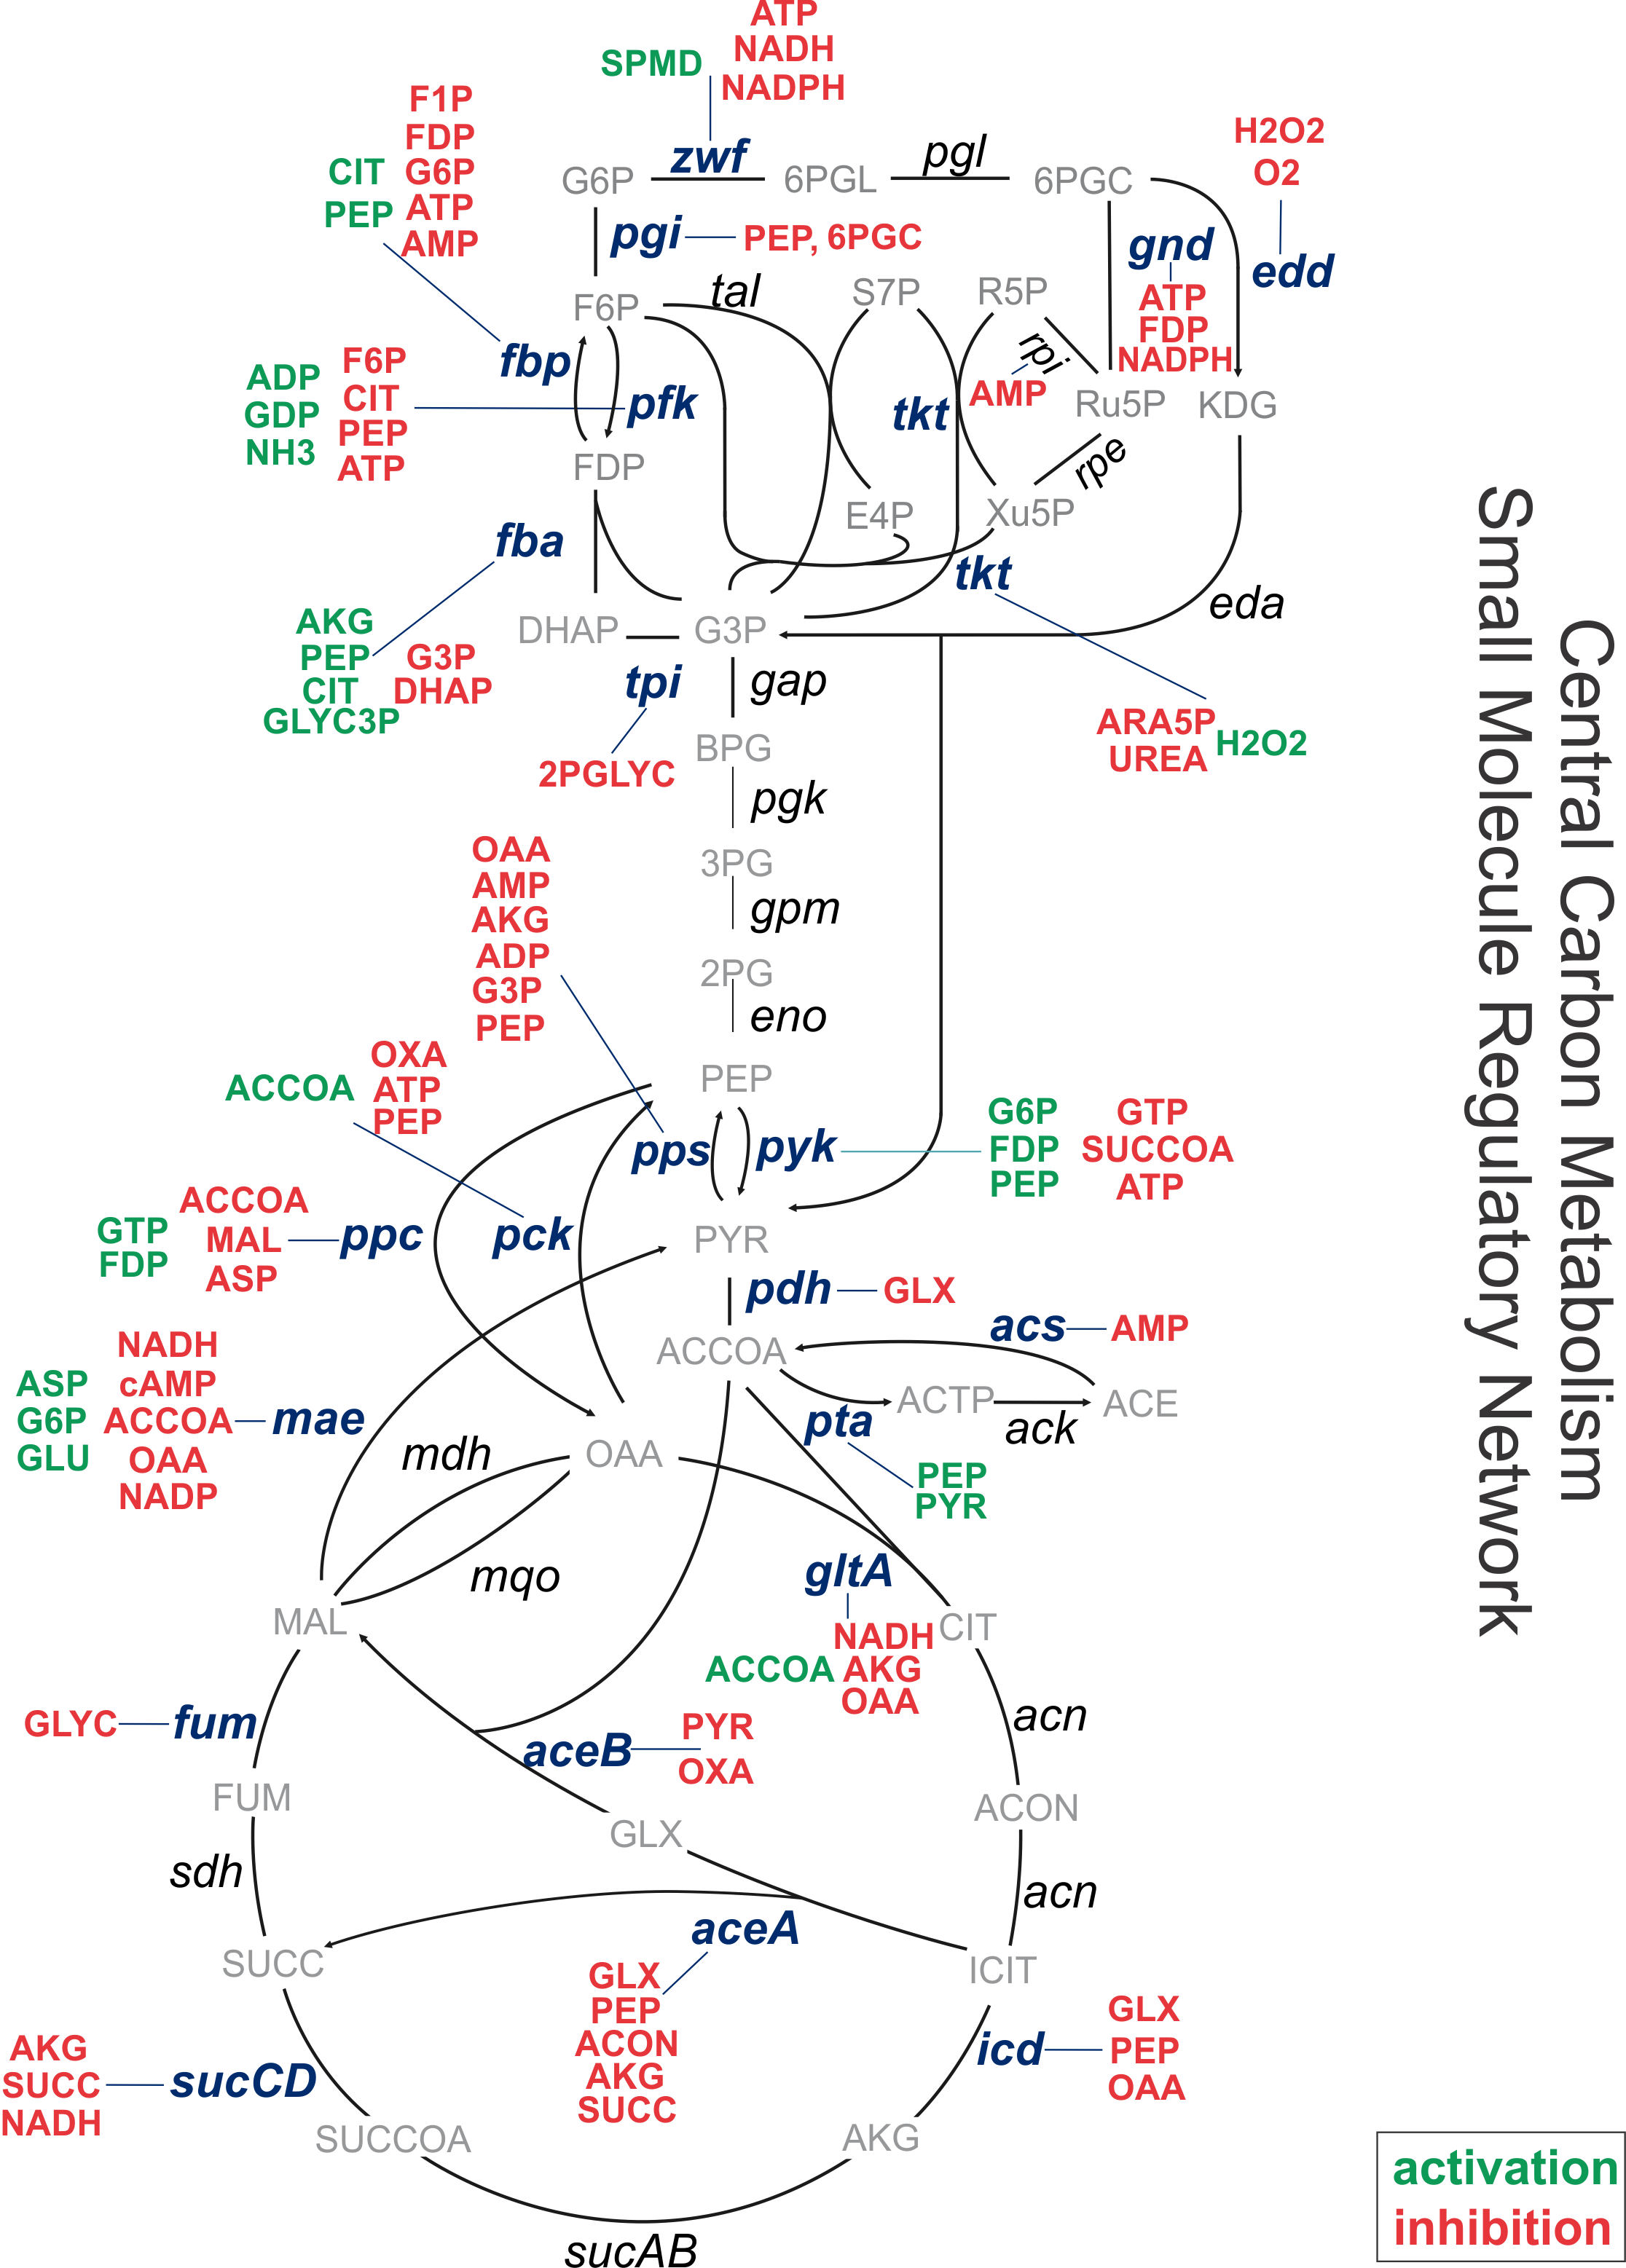 ATP
NADH
NADPH
SPMD
zwf
F1P
FDP
G6P
ATP
AMP
CIT
PEP
H2O2
O2
G6P
6PGL
pgl
6PGC
pgi
PEP, 6PGC
gnd
ATP
FDP
NADPH
edd
F6P
tal
S7P
R5P
rpi
AMP
fbp
ADP
GDP
NH3
F6P
CIT
PEP
ATP
pfk
tkt
Ru5P
KDG
rpe
FDP
E4P
Xu5P
fba
tkt
eda
AKG
PEP
CIT
GLYC3P
G3P
DHAP
DHAP
G3P
tpi
gap
2PGLYC
ARA5P
UREA
H2O2
BPG
pgk
3PG
gpm
2PG
eno
OAA
AMP
AKG
ADP
G3P
PEP
ACCOA
OXA
ATP
PEP
PEP
pps
pyk
G6P
FDP
PEP
GTP
SUCCOA
ATP
GTP
FDP
ACCOA
MAL
ASP
ppc
pck
PYR
pdh
GLX
acs
AMP
ACCOA
ACTP
ack
ACE
pta
PEP
PYR
ASP
G6P
GLU
NADH
cAMP
ACCOA
OAA
NADP
mae
mdh
OAA
mqo
gltA
NADH
AKG
OAA
ACCOA
CIT
MAL
GLYC
fum
aceB
PYR
OXA
acn
FUM
GLX
ACON
sdh
acn
aceA
GLX
PEP
ACON
AKG
SUCC
SUCC
ICIT
icd
GLX
PEP
OAA
AKG
SUCC
NADH
sucCD
SUCCOA
AKG
sucAB
Central Carbon Metabolism
Small Molecule Regulatory Network
activation
inhibition